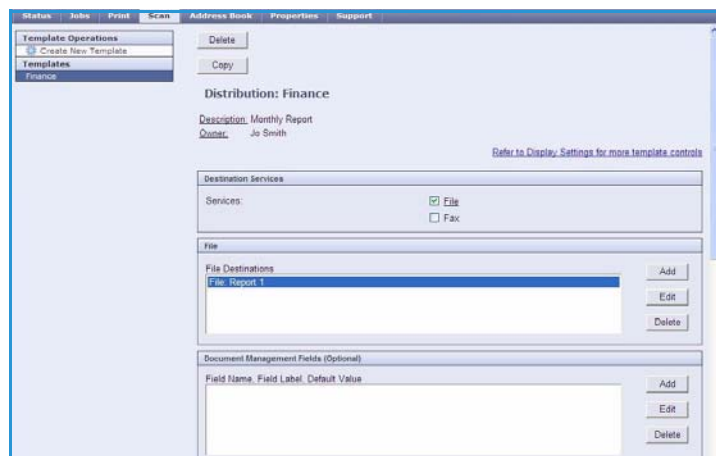 Status Jobs Print Scan Address Book Properties Support
Template Operations
Create New Template
Templates
Finance
Delete
Copy
Distribution: Finance
Description: Monthly Report
Owner: Jo Smith
Refer to Display Settings for more template controls
Destination Services
Services:
File
Fax
File
File Destinations
File: Report 1
Add
Edit
Delete
Document Management Fields (Optional)
Field Name, Field Label, Default Value
Add
Edit
Delete